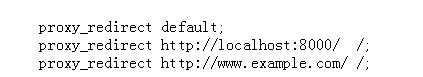 proxy_redirect default;
proxy_redirect http://localhost:8000/  /;
proxy_redirect http://www.example.com/ /;